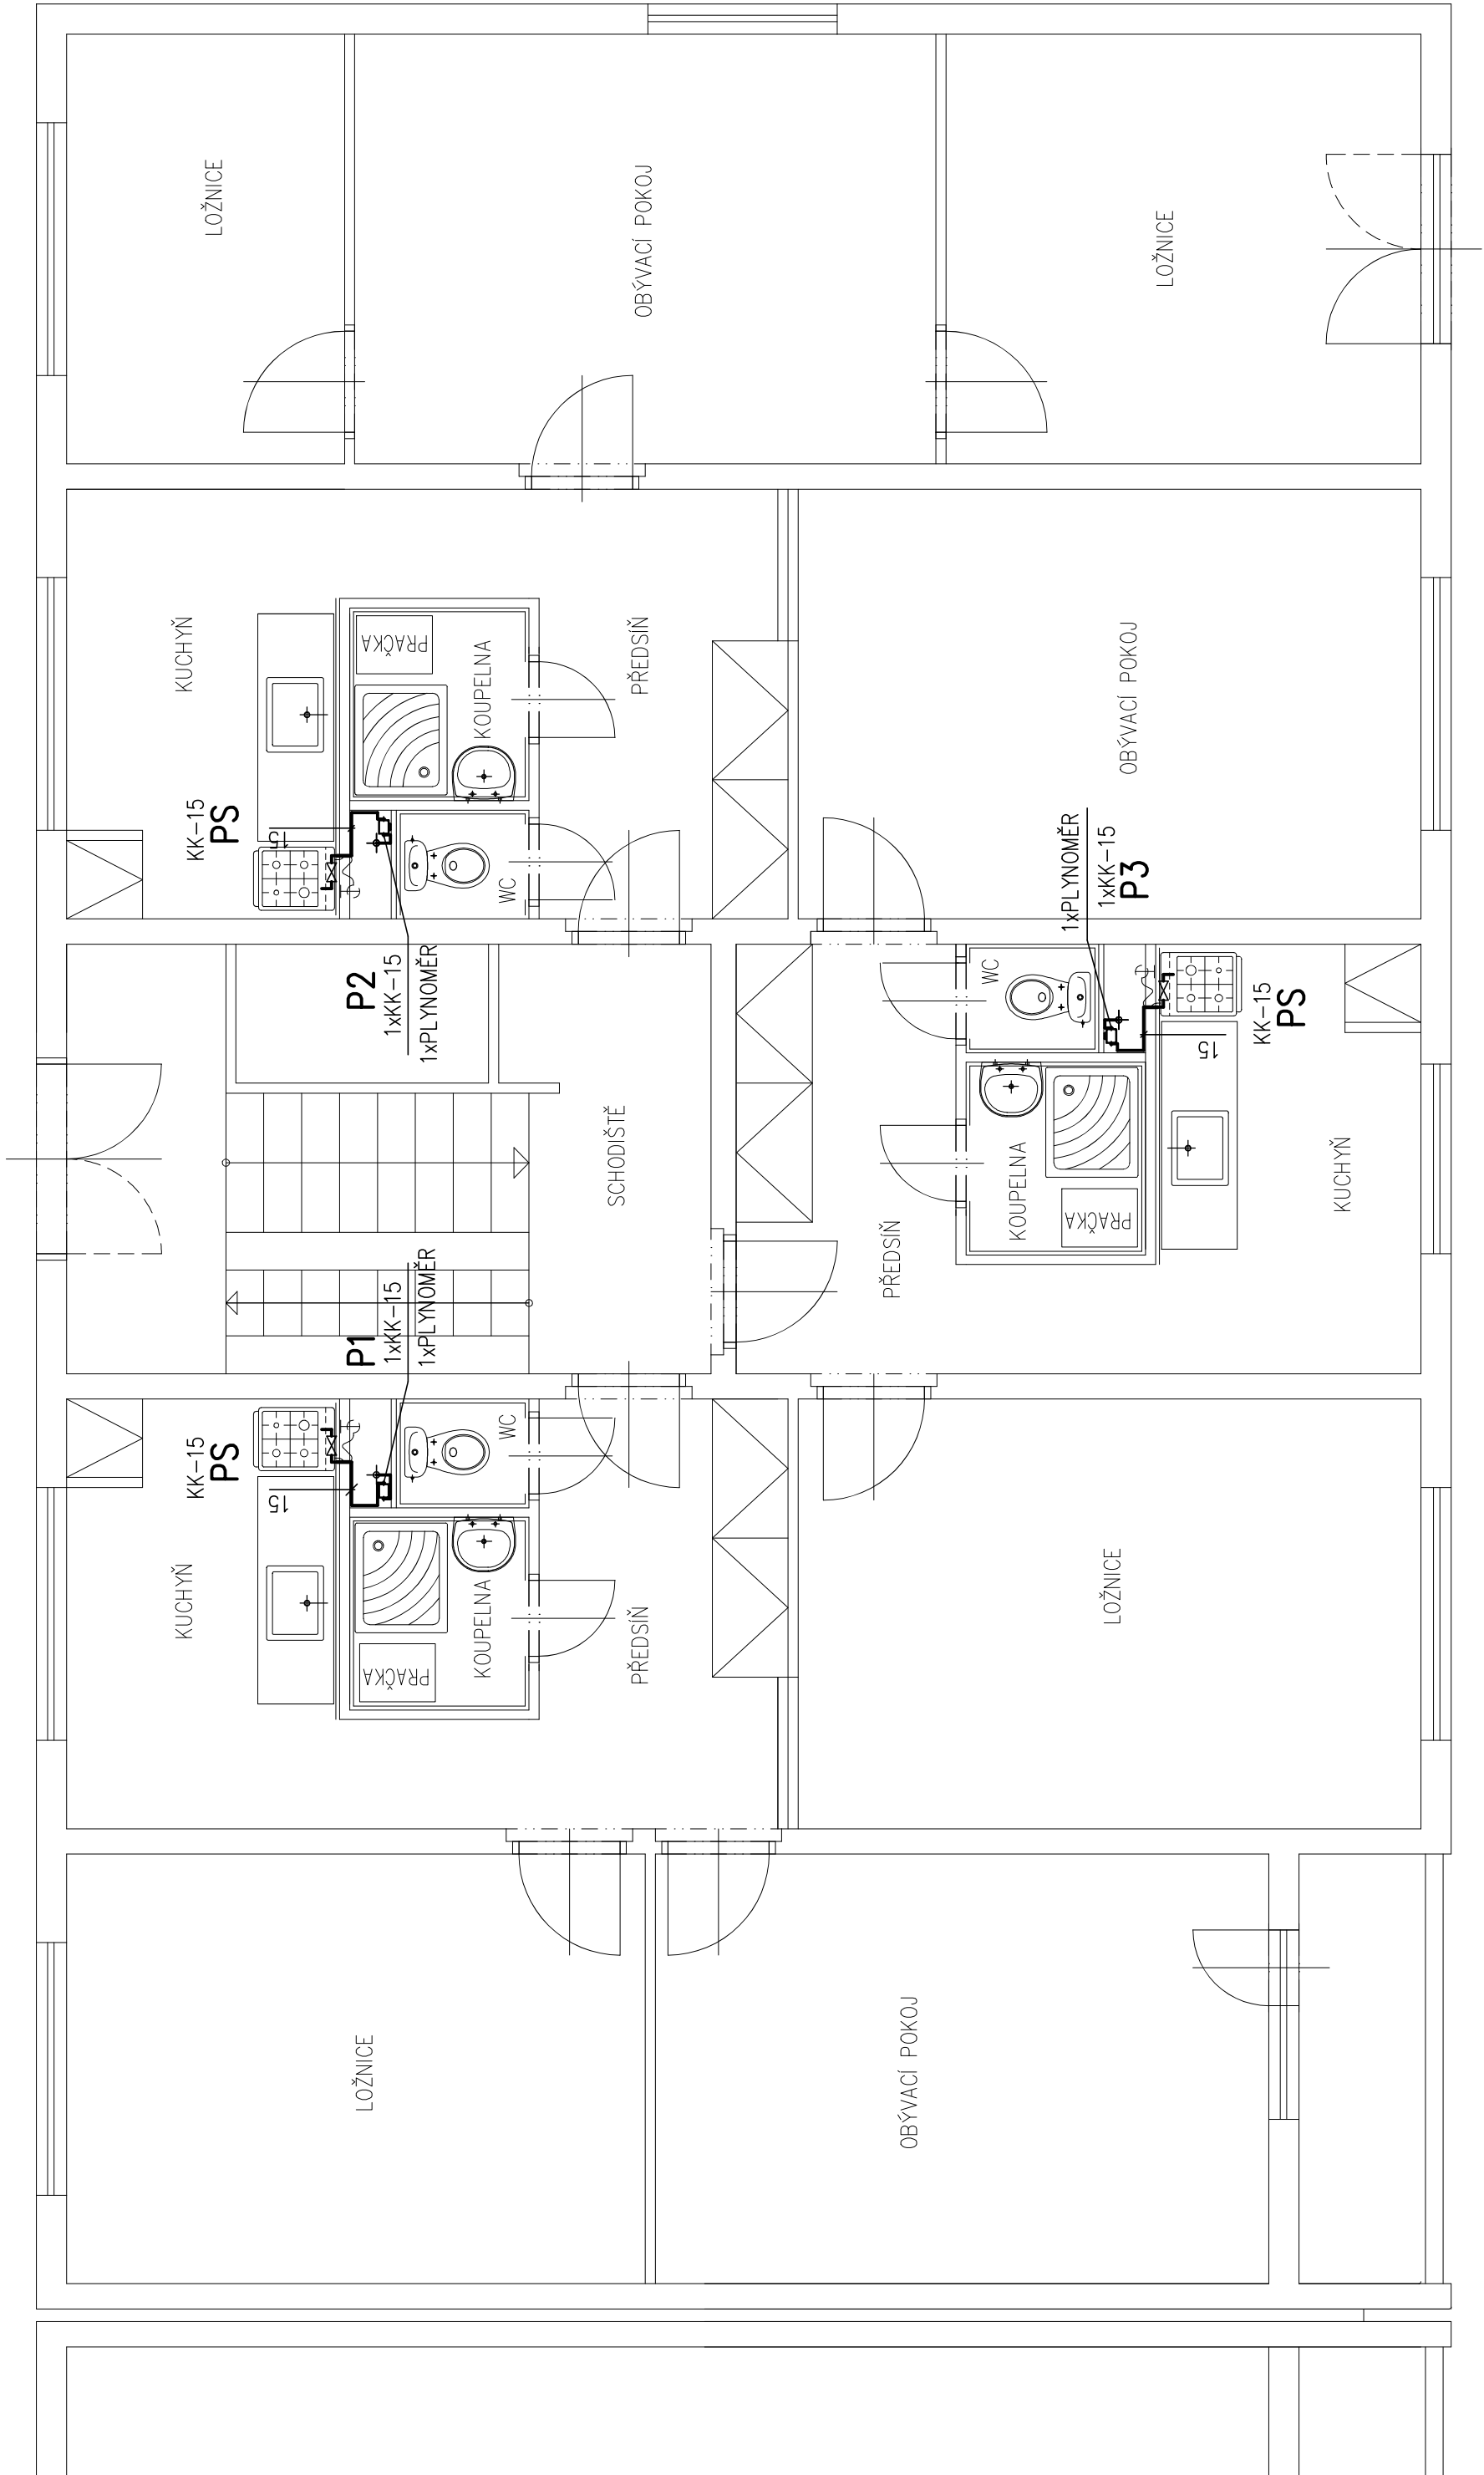 LOŽNICE
OBÝVACÍ POKOJ
LOŽNICE
KUCHYŇ
PRAČKA
KOUPELNA
PŘEDSÍŇ
OBÝVACÍ POKOJ
KK-15
PS
15
WC
P2
1xKK-15
1xPLYNOMĚR
1xPLYNOMĚR
1xKK-15
P3
WC
KK-15
PS
15
SCHODIŠTĚ
KOUPELNA
PRAČKA
KUCHYŇ
PŘEDSÍŇ
P1
1xKK-15
1xPLYNOMĚR
KK-15
PS
15
WC
KUCHYŇ
KOUPELNA
PRAČKA
PŘEDSÍŇ
LOŽNICE
LOŽNICE
OBÝVACÍ POKOJ